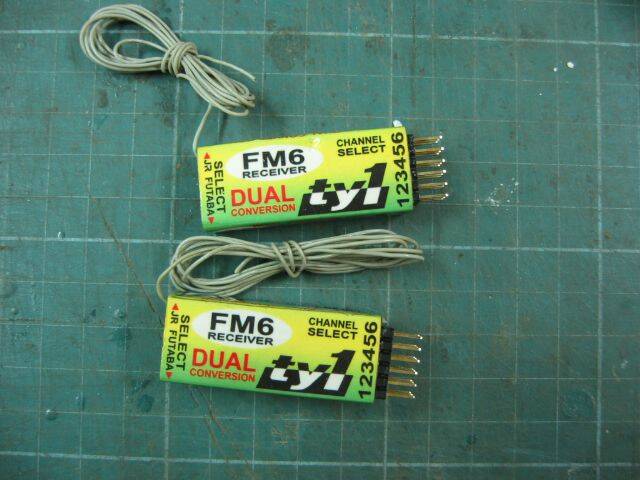 SELECT
◄JR FUTABA►
FM6
RECEIVER
DUAL
CONVERSION
CHANNEL
SELECT
ty1
123456
SELECT
◄JR FUTABA►
FM6
RECEIVER
DUAL
CONVERSION
CHANNEL
SELECT
ty1
123456